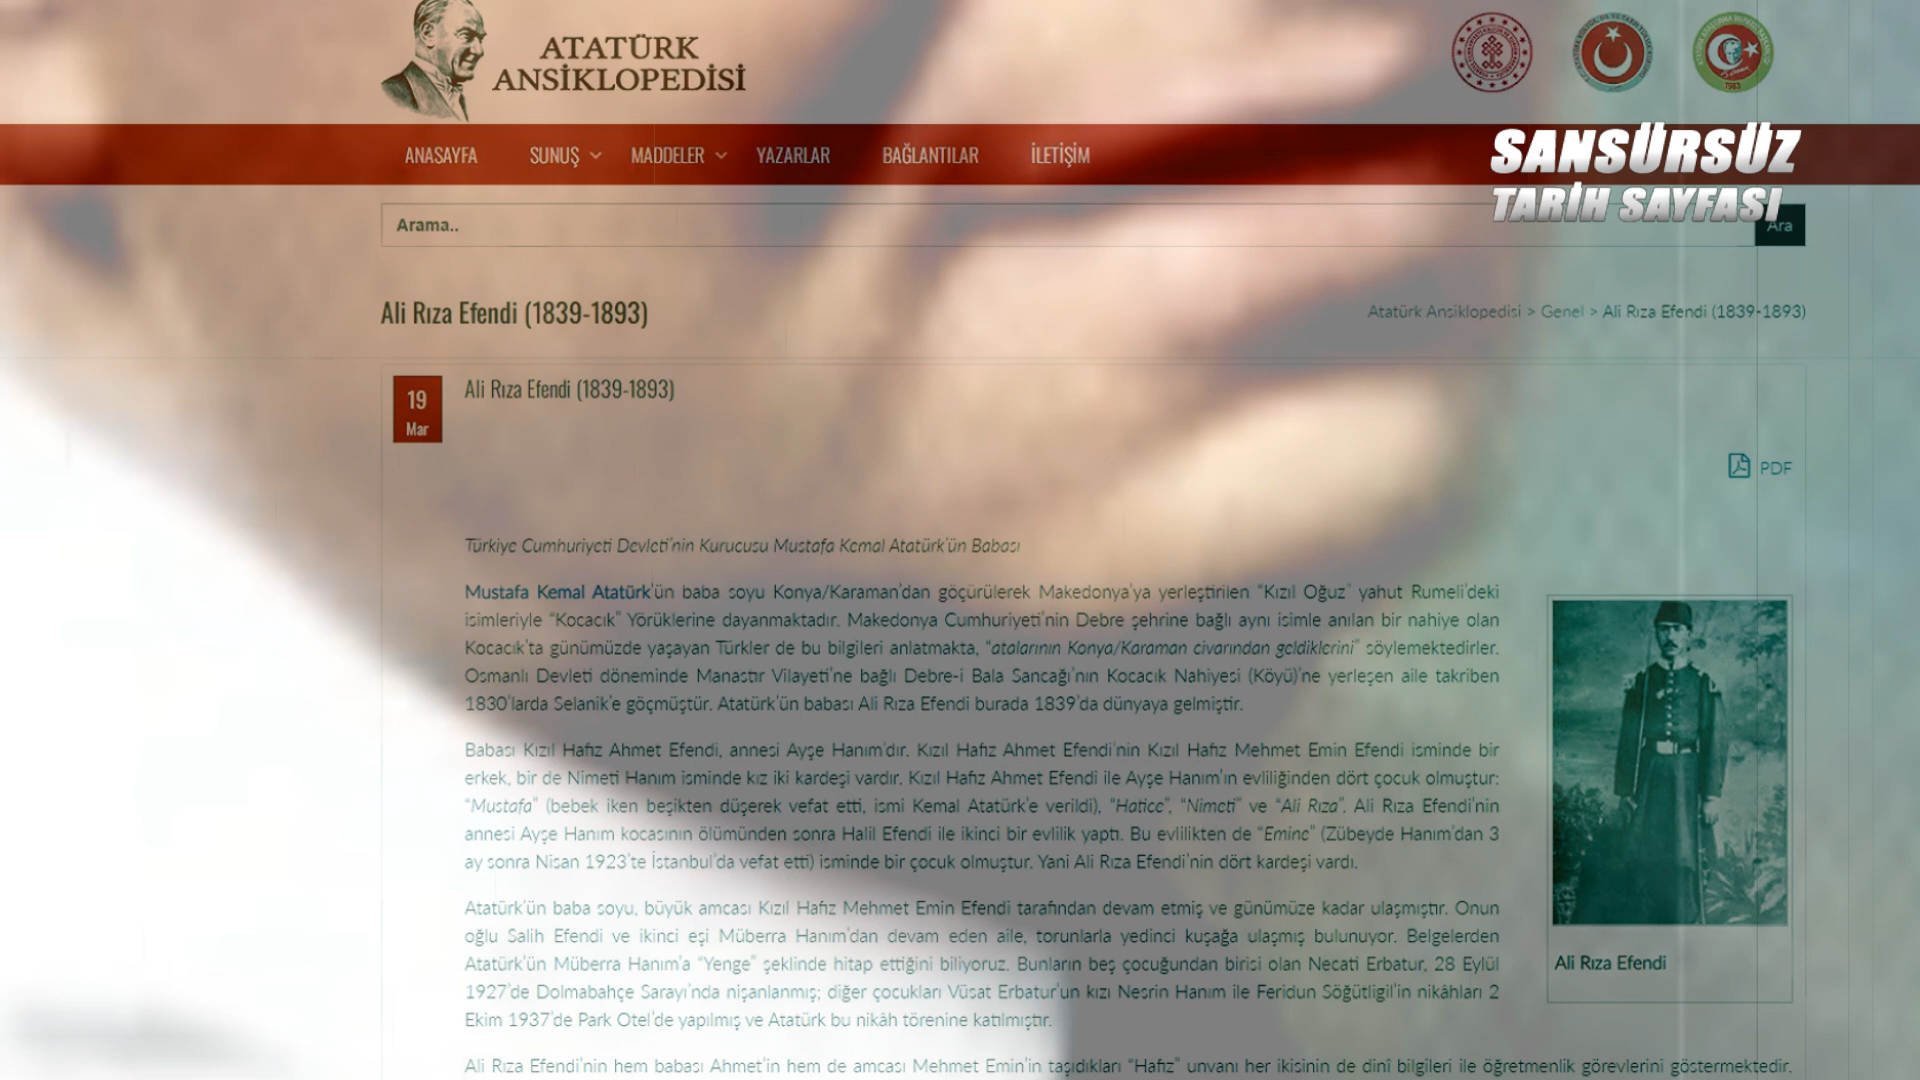 ATATÜRK
ANSİKLOPEDİSİ
ANASAYFA SUNUŞ MADDELER YAZARLAR BAĞLANTILAR İLETİŞİM
SANSÜRSÜZ
TARİH SAYFASI
Arama..
Ara
Ali Rıza Efendi (1839-1893)
Atatürk Ansiklopedisi > Genel > Ali Rıza Efendi (1839-1893)
19
Mar
Ali Rıza Efendi (1839-1893)
PDF
Türkiye Cumhuriyeti Devleti’nin Kurucusu Mustafa Kemal Atatürk’ün Babası
Mustafa Kemal Atatürk’ün baba soyu Konya/Karaman’dan göçürülerek Makedonya’ya yerleştirilen “Kızıl Oğuz” yahut Rumeli’deki
isimleriyle “Kocacık” Yörüklerine dayanmaktadır. Makedonya Cumhuriyeti’nin Debre şehrine bağlı aynı isimle anılan bir nahiye olan
Kocacık’ta günümüzde yaşayan Türkler de bu bilgileri anlatmakta, “atalarının Konya/Karaman civarından geldiklerini” söylemektedirler.
Osmanlı Devleti döneminde Manastır Vilayeti’ne bağlı Debre-i Bala Sancağı’nın Kocacık Nahiyesi (Köyü)’ne yerleşen aile takriben
1830’larda Selanik’e göçmüştür. Atatürk’ün babası Ali Rıza Efendi burada 1839’da dünyaya gelmiştir.
Babası Kızıl Hafız Ahmet Efendi, annesi Ayşe Hanım’dır. Kızıl Hafız Ahmet Efendi’nin Kızıl Hafız Mehmet Emin Efendi isminde bir
erkek, bir de Nimeti Hanım isminde kız iki kardeşi vardır. Kızıl Hafız Ahmet Efendi ile Ayşe Hanım’ın evliliğinden dört çocuk olmuştur:
“Mustafa” (bebek iken beşikten düşerek vefat etti, ismi Kemal Atatürk’e verildi), “Hatice”, “Nimeti” ve “Ali Rıza”. Ali Rıza Efendi’nin
annesi Ayşe Hanım kocasının ölümünden sonra Halil Efendi ile ikinci bir evlilik yaptı. Bu evlilikten de “Emine” (Zübeyde Hanım’dan 3
ay sonra Nisan 1923’te İstanbul’da vefat etti) isminde bir çocuk olmuştur. Yani Ali Rıza Efendi’nin dört kardeşi vardı.
Atatürk’ün baba soyu, büyük amcası Kızıl Hafız Mehmet Emin Efendi tarafından devam etmiş ve günümüze kadar ulaşmıştır. Onun
oğlu Salih Efendi ve ikinci eşi Müberra Hanım’dan devam eden aile, torunlarla yedinci kuşağa ulaşmış bulunuyor. Belgelerden
Atatürk’ün Müberra Hanım’a “Yenge” şeklinde hitap ettiğini biliyoruz. Bunların beş çocuğundan birisi olan Necati Erbatur, 28 Eylül
1927’de Dolmabahçe Sarayı’nda nişanlanmış; diğer çocukları Vüsat Erbatur’un kızı Nesrin Hanım ile Feridun Söğütligil’in nikâhları 2
Ekim 1937’de Park Otel’de yapılmış ve Atatürk bu nikâh törenine katılmıştır.
Ali Rıza Efendi
Ali Rıza Efendi’nin hem babası Ahmet’in hem de amcası Mehmet Emin’in taşıdıkları “Hafız” unvanı her ikisinin de dinî bilgileri ile öğretmenlik görevlerini göstermektedir.